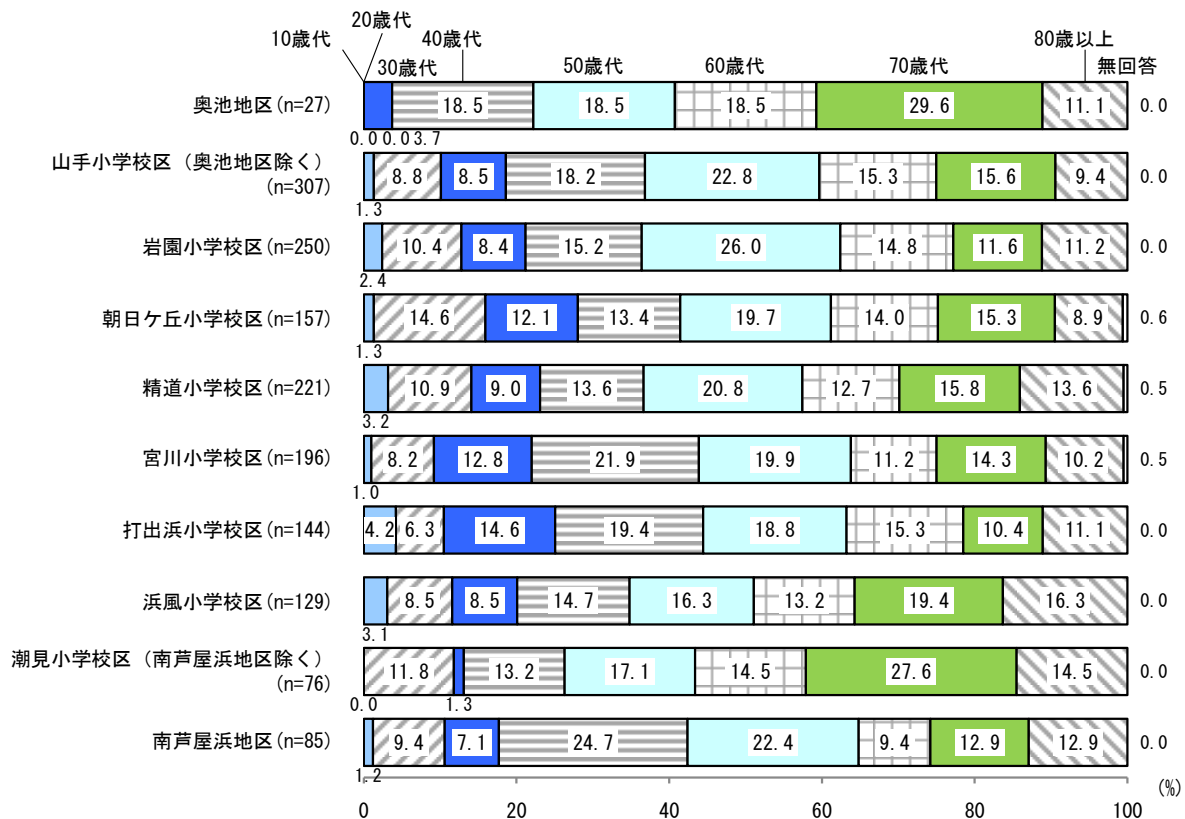 20歳代
10歳代 40歳代 80歳以上
30歳代 50歳代 60歳代 70歳代 無回答
奥池地区(n=27) 18.5 18.5 18.5 29.6 11.1 0.0
0.0 0.0 3.7
山手小学校区（奥池地区除く）
(n=307) 8.8 8.5 18.2 22.8 15.3 15.6 9.4 0.0
1.3
岩園小学校区(n=250) 10.4 8.4 15.2 26.0 14.8 11.6 11.2 0.0
2.4
朝日ケ丘小学校区(n=157) 14.6 12.1 13.4 19.7 14.0 15.3 8.9 0.6
1.3
精道小学校区(n=221) 10.9 9.0 13.6 20.8 12.7 15.8 13.6 0.5
3.2
宮川小学校区(n=196) 8.2 12.8 21.9 19.9 11.2 14.3 10.2 0.5
1.0
打出浜小学校区(n=144) 4.2 6.3 14.6 19.4 18.8 15.3 10.4 11.1 0.0
浜風小学校区(n=129) 8.5 8.5 14.7 16.3 13.2 19.4 16.3 0.0
3.1
潮見小学校区（南芦屋浜地区除く）
(n=76) 11.8 13.2 17.1 14.5 27.6 14.5 0.0
0.0 1.3
南芦屋浜地区(n=85) 9.4 7.1 24.7 22.4 9.4 12.9 12.9 0.0
1.2
0 20 40 60 80 100 (%)